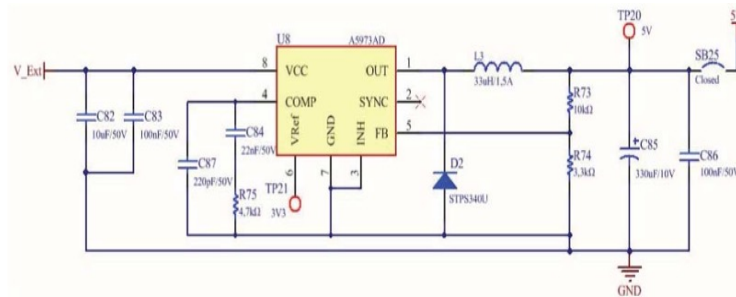 U8
A5973AD
TP20
5V
5
V_Ext
8
VCC
OUT
1
L3
33uH/1,5A
SB25
Closed
4
COMP
SYNC
2
R73
10kΩ
C82
10uF/50V
C83
100nF/50V
C84
22nF/50V
VRef
GND
INH
FB
5
C87
220pF/50V
R75
4,7kΩ
6
7
3
TP21
3V3
D2
STPS340U
R74
3,3kΩ
+
C85
330uF/10V
C86
100nF/50V
GND